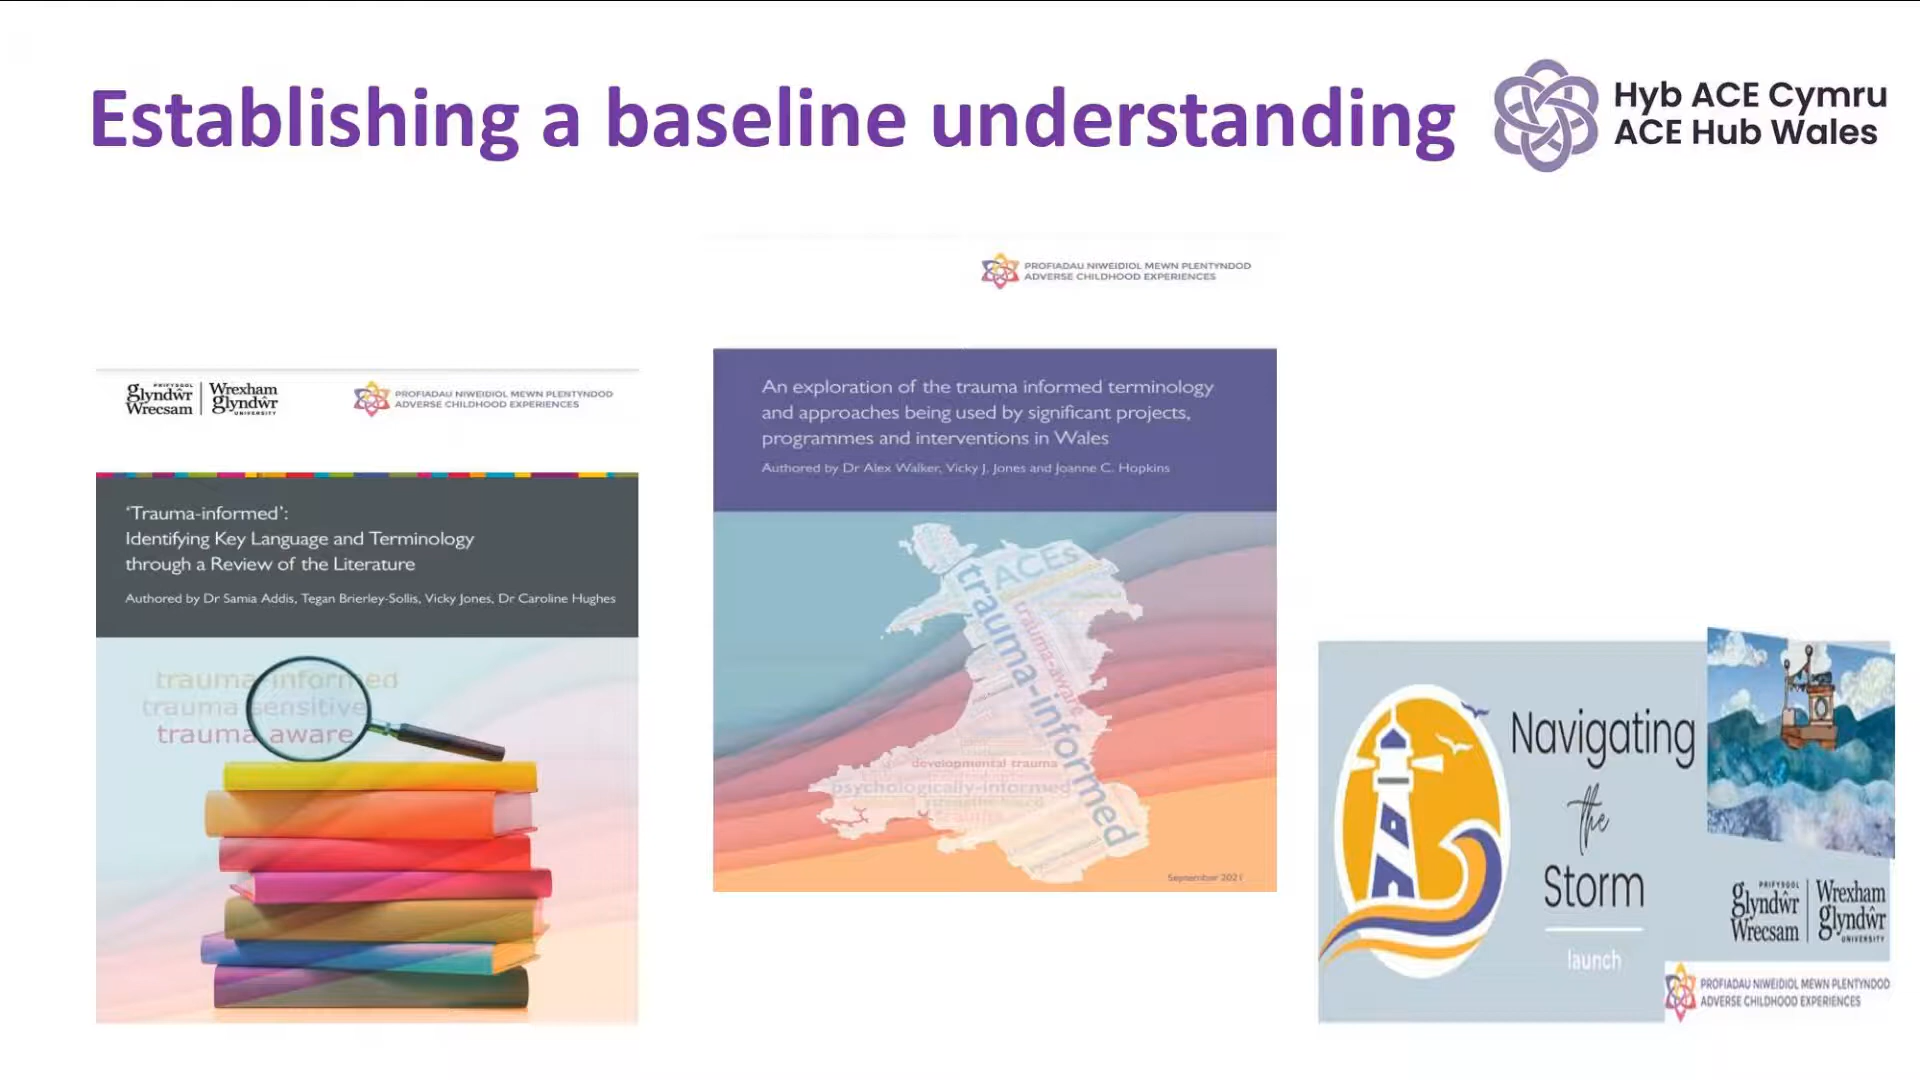 Establishing a baseline understanding
Hyb ACE Cymru
ACE Hub Wales
PRIFYSGOL
glyndŵr
Wrecsam
Wrexham
glyndŵr
UNIVERSITY
PROFIADAU NIWEIDIOL MEWN PLENTYNDOD
ADVERSE CHILDHOOD EXPERIENCES
‘Trauma-informed’:
Identifying Key Language and Terminology
through a Review of the Literature
Authored by Dr Samia Addis, Tegan Brierley-Sollis, Vicky Jones, Dr Caroline Hughes
trauma-informed
trauma sensitive
trauma aware
PROFIADAU NIWEIDIOL MEWN PLENTYNDOD
ADVERSE CHILDHOOD EXPERIENCES
An exploration of the trauma informed terminology
and approaches being used by significant projects,
programmes and interventions in Wales
Authored by Dr Alex Walker, Vicky J. Jones and Joanne C. Hopkins
ACEs
trauma-informed
developmental trauma
psychologically-informed
September 2021
Navigating
the
Storm
launch
PRIFYSGOL
glyndŵr
Wrecsam
Wrexham
glyndŵr
UNIVERSITY
PROFIADAU NIWEIDIOL MEWN PLENTYNDOD
ADVERSE CHILDHOOD EXPERIENCES